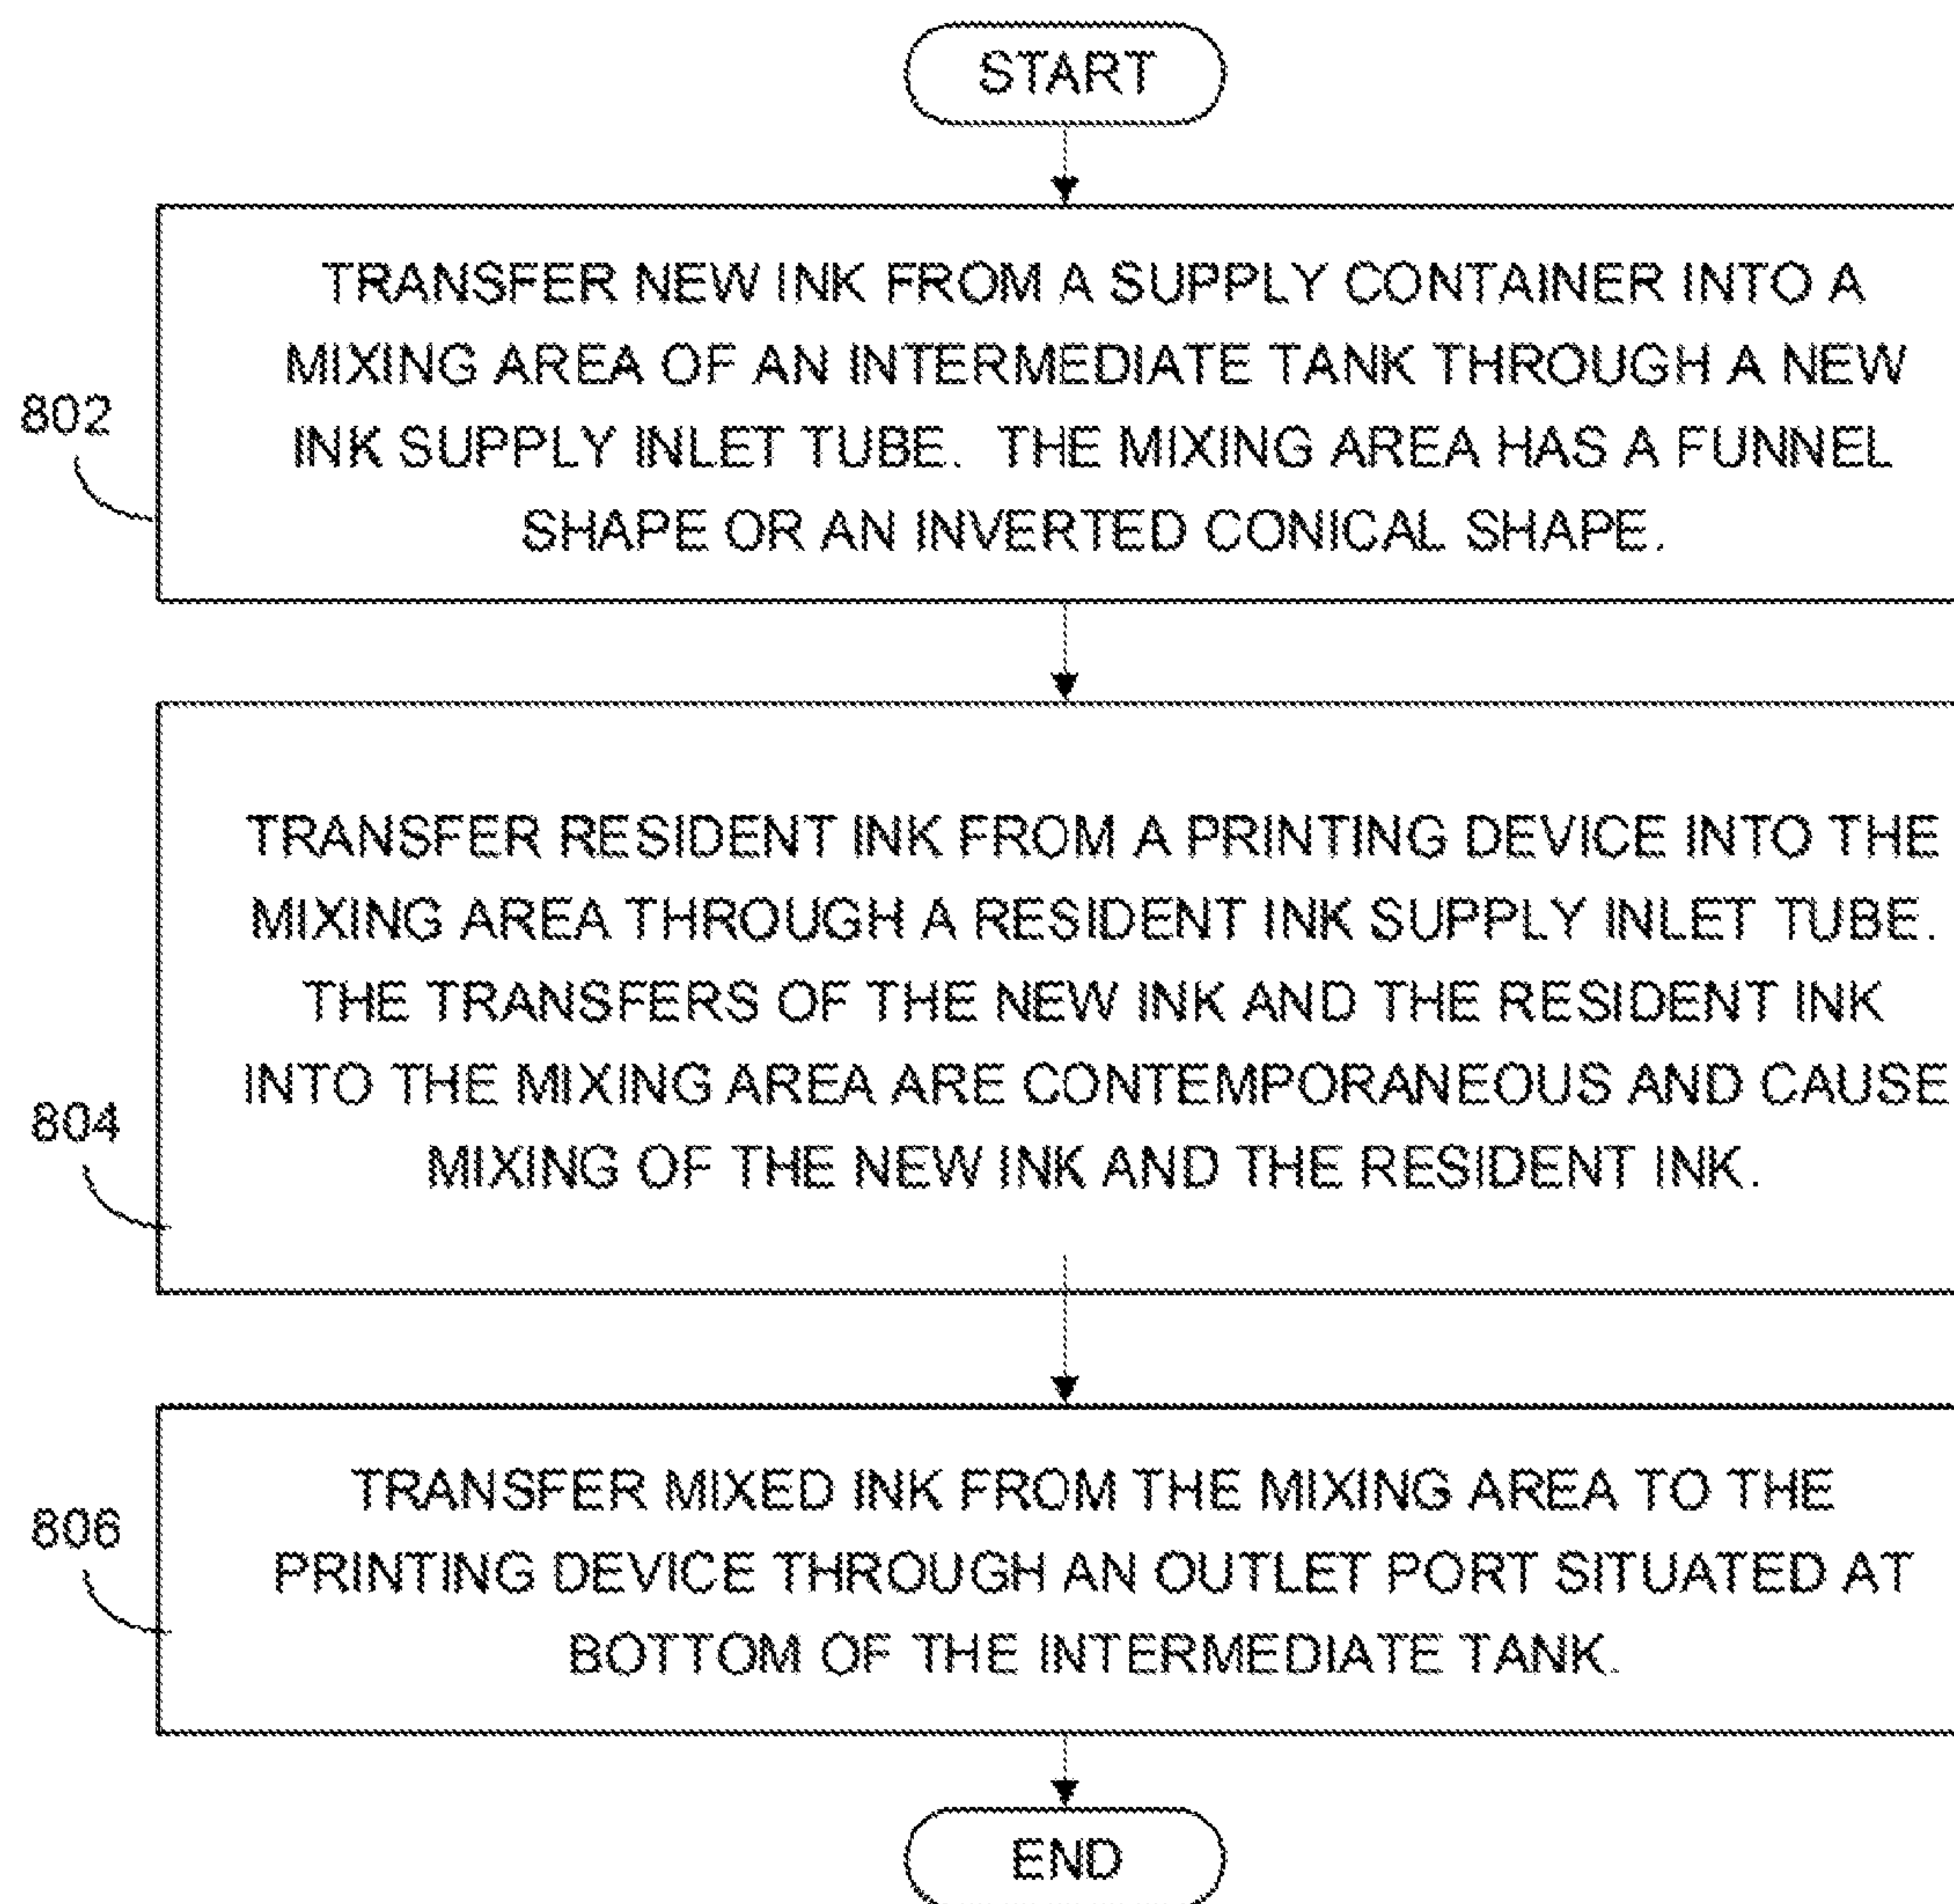 START
TRANSFER NEW INK FROM A SUPPLY CONTAINER INTO A
MIXING AREA OF AN INTERMEDIATE TANK THROUGH A NEW
INK SUPPLY INLET TUBE. THE MIXING AREA HAS A FUNNEL
SHAPE OR AN INVERTED CONICAL SHAPE.
802
TRANSFER RESIDENT INK FROM A PRINTING DEVICE INTO THE
MIXING AREA THROUGH A RESIDENT INK SUPPLY INLET TUBE.
THE TRANSFERS OF THE NEW INK AND THE RESIDENT INK
INTO THE MIXING AREA ARE CONTEMPORANEOUS AND CAUSE
MIXING OF THE NEW INK AND THE RESIDENT INK.
804
TRANSFER MIXED INK FROM THE MIXING AREA TO THE
PRINTING DEVICE THROUGH AN OUTLET PORT SITUATED AT
BOTTOM OF THE INTERMEDIATE TANK.
806
END